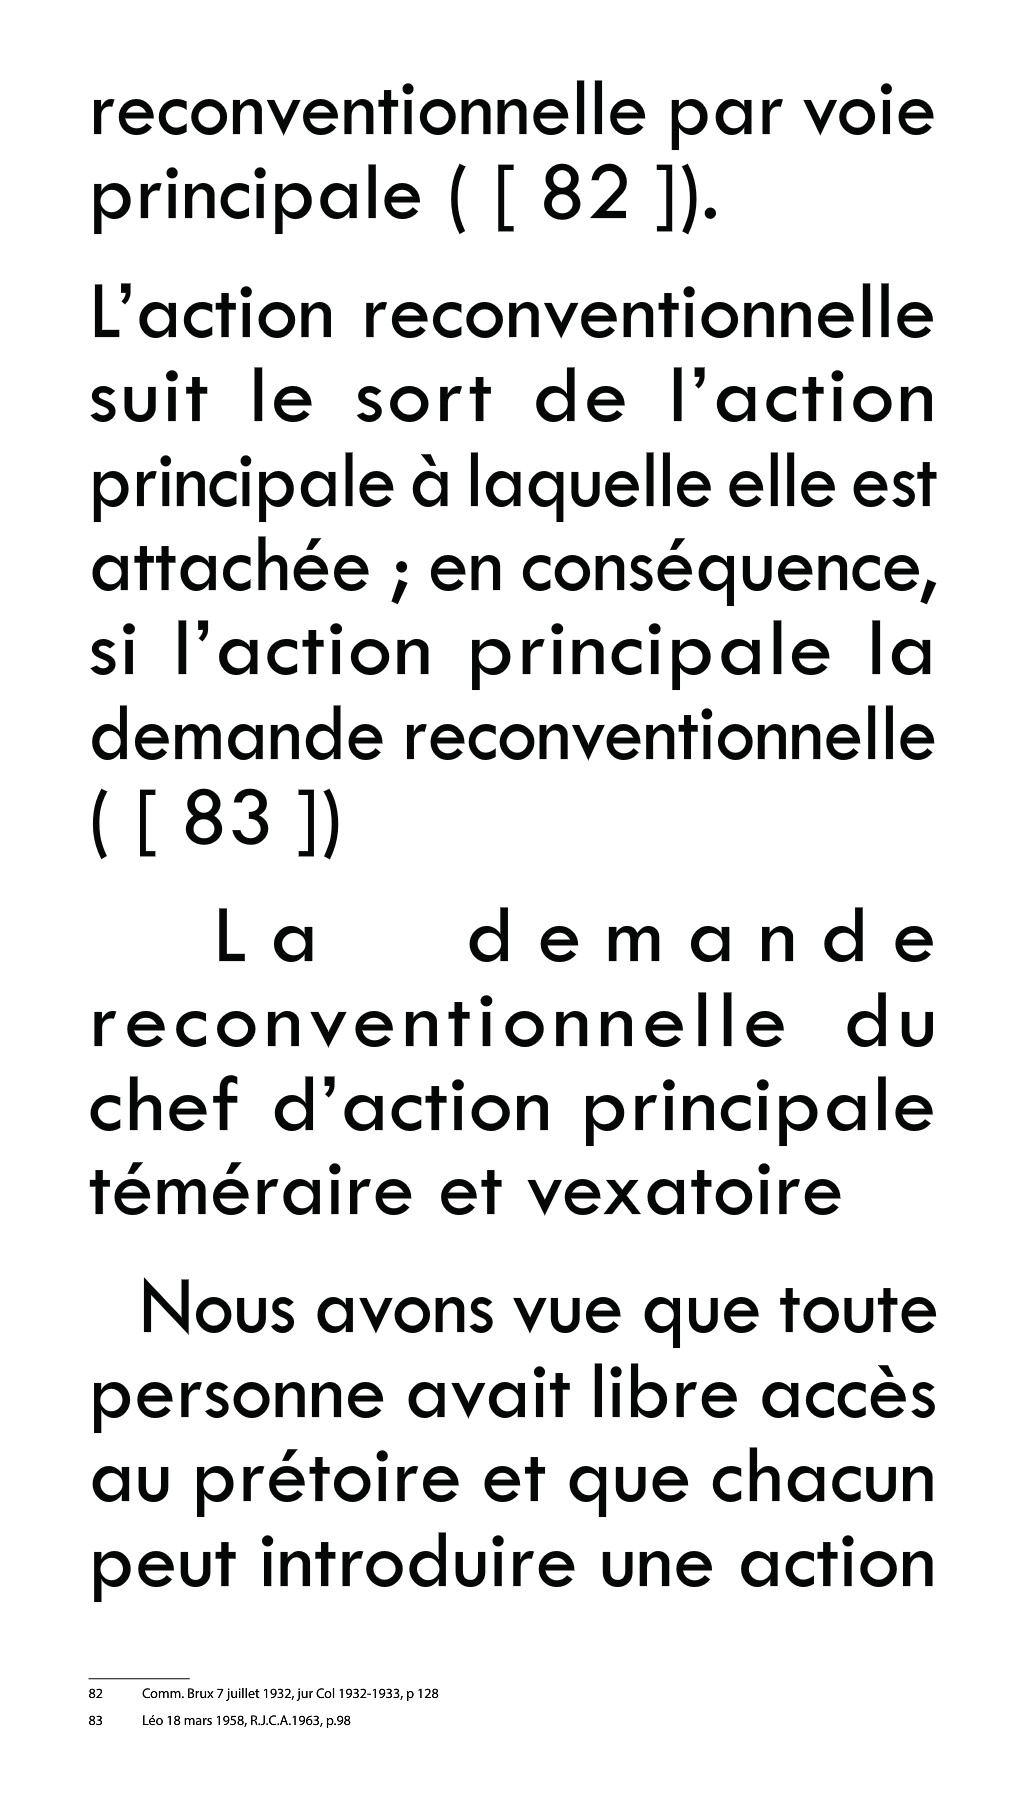 reconventionnelle par voie
principale ( [ 82 ]).
L’action reconventionnelle
suit le sort de l’action
principale à laquelle elle est
attachée ; en conséquence,
si l’action principale la
demande reconventionnelle
( [ 83 ])
La demande
reconventionnelle du
chef d’action principale
téméraire et vexatoire
Nous avons vue que toute
personne avait libre accès
au prétoire et que chacun
peut introduire une action
82 Comm. Brux 7 juillet 1932, jur Col 1932-1933, p 128
83 Léo 18 mars 1958, R.J.C.A.1963, p.98